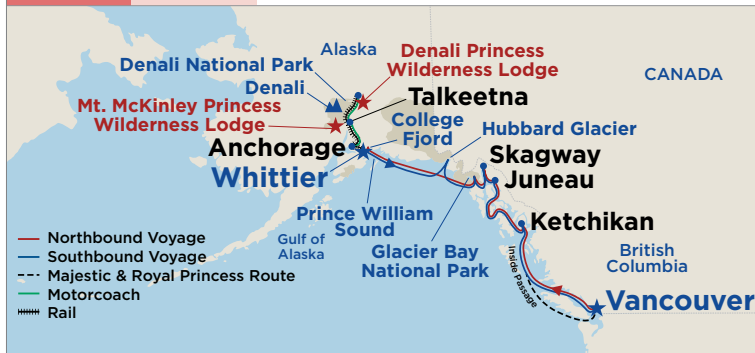 Alaska
Denali National Park
Denali Princess
Wilderness Lodge
CANADA
Denali
Talkeetna
Mt. McKinley Princess
Wilderness Lodge
College
Fjord
Hubbard Glacier
Anchorage
Skagway
Whittier
Juneau
Prince William
Sound
Ketchikan
Gulf of
Alaska
Glacier Bay
National Park
Inside Passage
British
Columbia
Vancouver
Northbound Voyage
Southbound Voyage
Majestic & Royal Princess Route
Motorcoach
Rail